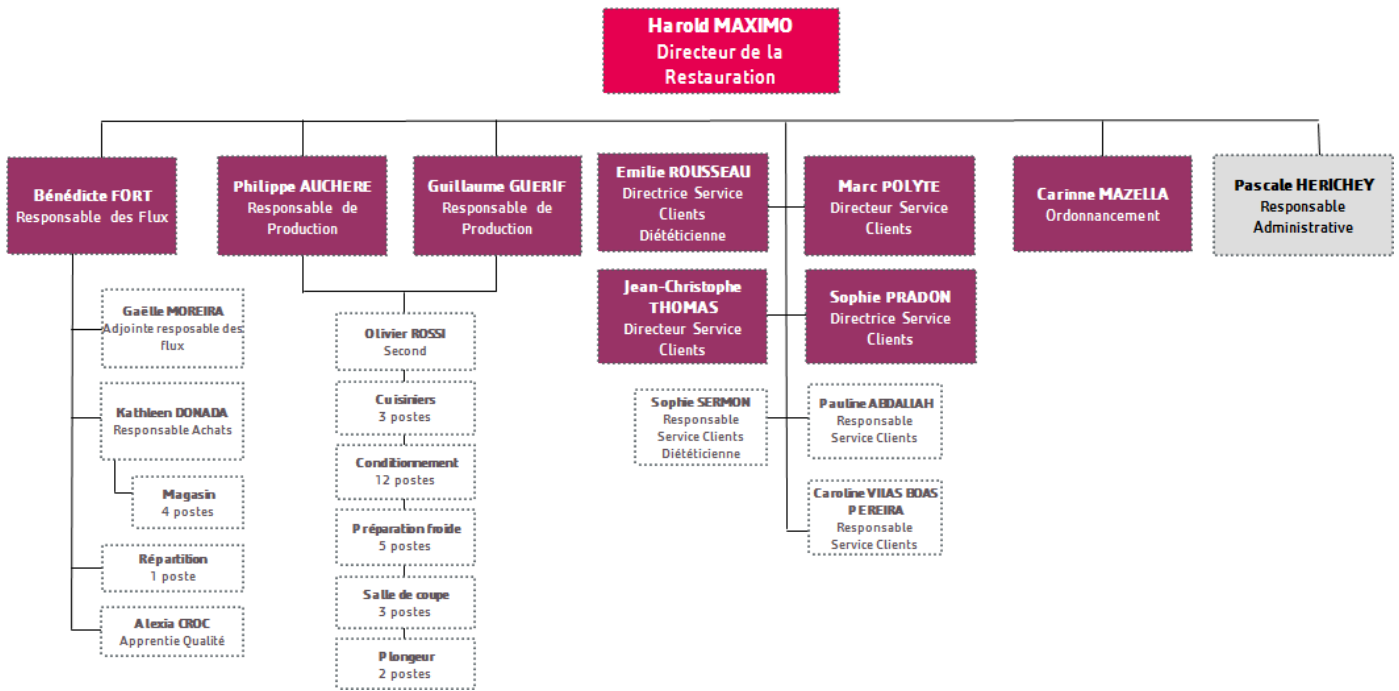 Harold MAXIMO
Directeur de la
Restauration
Bénédicte FORT
Responsable des Flux
Philippe AUCHERE
Responsable de
Production
Guillaume GUERIF
Responsable de
Production
Emilie ROUSSEAU
Directrice Service
Clients
Diététicienne
Marc POLYTE
Directeur Service
Clients
Carinne MAZELLA
Ordonnancement
Pascale HERICHEY
Responsable
Administrative
Jean-Christophe
THOMAS
Directeur Service
Clients
Sophie PRADON
Directrice Service
Clients
Gaëlle MOREIRA
Adjointe resposable des
flux
Kathleen DONADA
Responsable Achats
Magasin
4 postes
Répartition
1 poste
Alexia CROC
Apprentie Qualité
Olivier ROSSI
Second
Cuisiniers
3 postes
Conditionnement
12 postes
Préparation froide
5 postes
Salle de coupe
3 postes
Plongeur
2 postes
Sophie SERMON
Responsable
Service Clients
Diététicienne
Pauline ABDALLAH
Responsable
Service Clients
Caroline VILAS BOAS
PEREIRA
Responsable
Service Clients